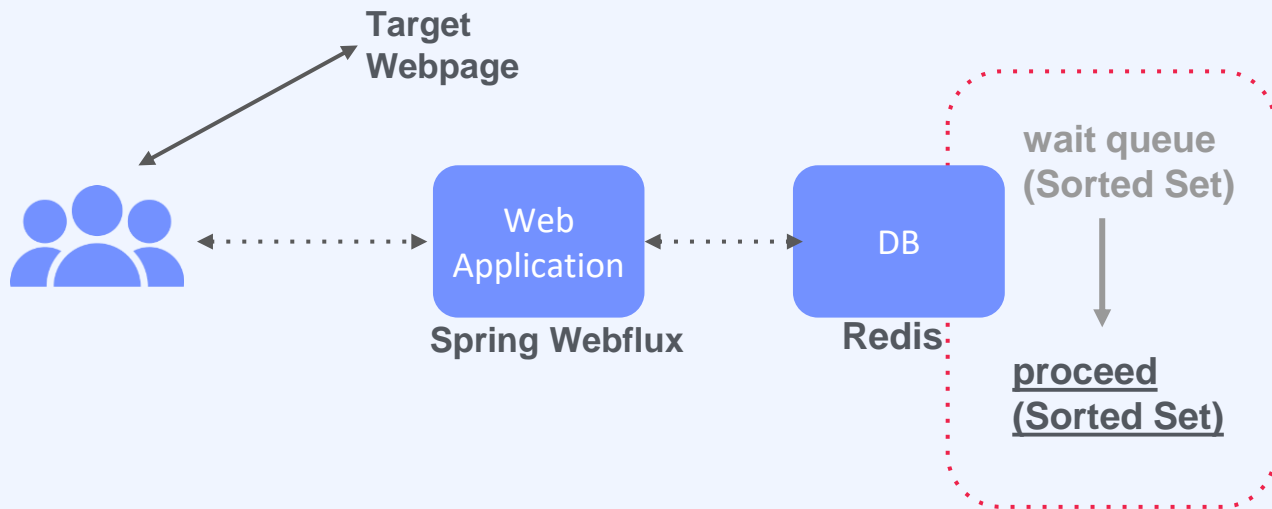 Target
Webpage
wait queue
(Sorted Set)
Web
Application
DB
Spring Webflux
Redis
proceed
(Sorted Set)